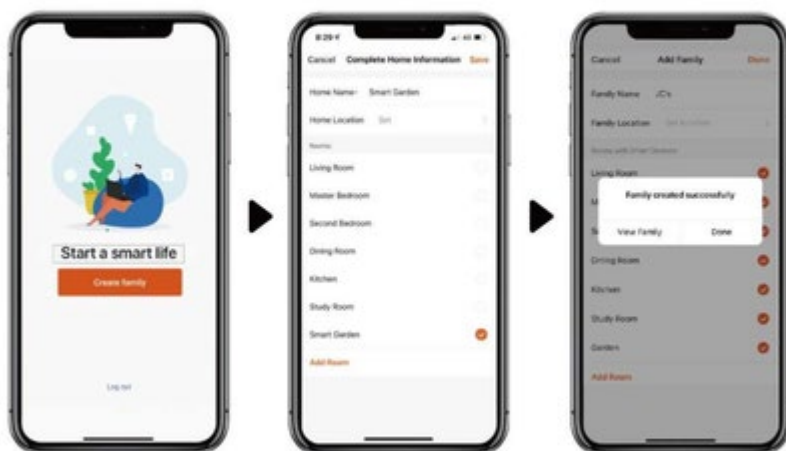 Start a smart life
Create family
Log out
8:29
Cancel Complete Home Information Save
Home Name* Smart Garden
Home Location Set
Rooms
Living Room
Master Bedroom
Second Bedroom
Dining Room
Kitchen
Study Room
Smart Garden
Add Room
Cancel Add Family Done
Family Name JC's
Family Location
Living Room
Family created successfully
View Family Done
Dining Room
Kitchen
Study Room
Garden
Add Room